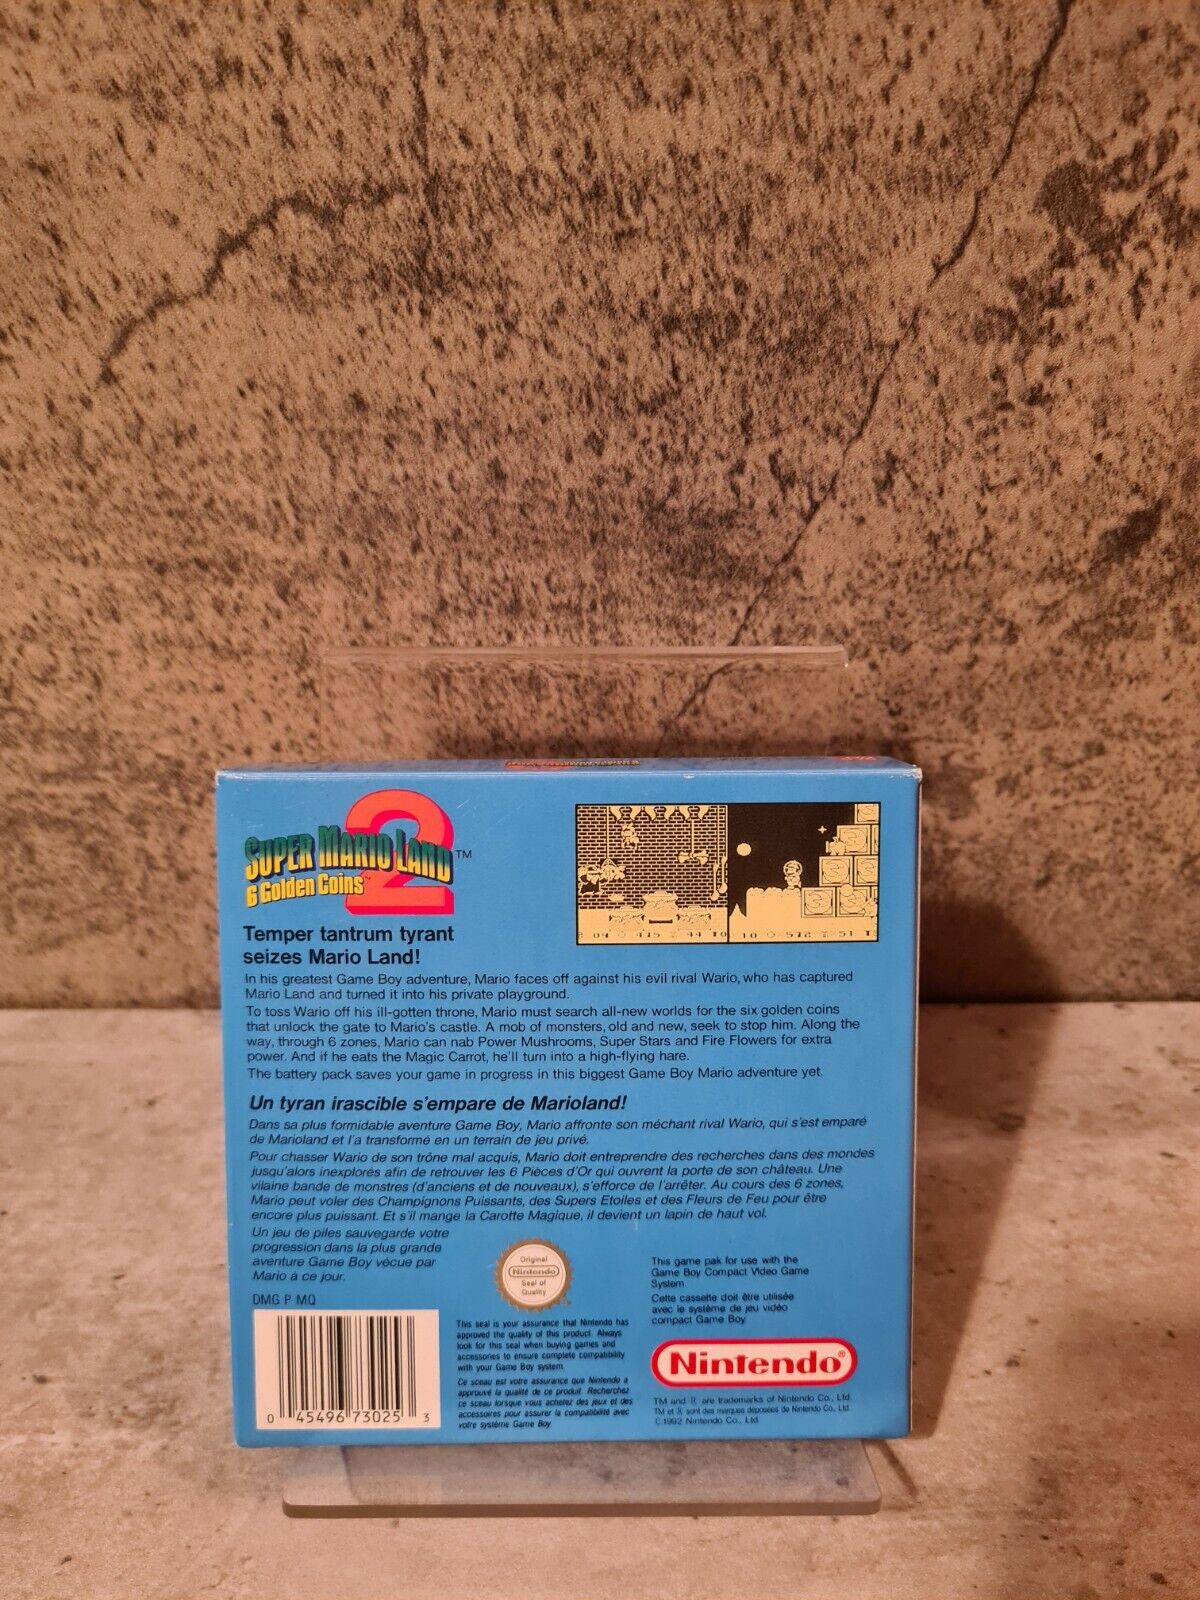 SUPER MARIO LAND 2 ™
6 Golden Coins™
Temper tantrum tyrant
seizes Mario Land!
In his greatest Game Boy adventure, Mario faces off against his evil rival Wario, who has captured
Mario Land and turned it into his private playground.
To toss Wario off his ill-gotten throne, Mario must search all-new worlds for the six golden coins
that unlock the gate to Mario's castle. A mob of monsters, old and new, seek to stop him. Along the
way, through 6 zones, Mario can nab Power Mushrooms, Super Stars and Fire Flowers for extra
power. And if he eats the Magic Carrot, he'll turn into a high-flying hare.
The battery pack saves your game in progress in this biggest Game Boy Mario adventure yet.
Un tyran irascible s'empare de Marioland!
Dans sa plus formidable aventure Game Boy, Mario affronte son méchant rival Wario, qui s'est emparé
de Marioland et l'a transformé en un terrain de jeu privé.
Pour chasser Wario de son trône mal acquis, Mario doit entreprendre des recherches dans des mondes
jusqu'alors inexplorés afin de retrouver les 6 Pièces d'Or qui ouvrent la porte de son château. Une
vilaine bande de monstres (d'anciens et de nouveaux), s'efforce de l'arrêter. Au cours des 6 zones,
Mario peut voler des Champignons Puissants, des Supers Etoiles et des Fleurs de Feu pour être
encore plus puissant. Et s'il mange la Carotte Magique, il devient un lapin de haut vol.
Un jeu de piles sauvegarde votre
progression dans la plus grande
aventure Game Boy vécue par
Mario à ce jour.
DMG P MQ
0 45496 73025 3
Original
Nintendo
Seal of
Quality
This seal is your assurance that Nintendo has
approved the quality of this product. Always
look for this seal when buying games and
accessories to ensure complete compatibility
with your Game Boy system.
Ce sceau est votre assurance que Nintendo a
approuvé la qualité de ce produit. Recherchez
ce sceau lorsque vous achetez des jeux et des
accessoires pour assurer la compatibilité avec
votre système Game Boy.
This game pak for use with the
Game Boy Compact Video Game
System.
Cette cassette doit être utilisée
avec le système de jeu vidéo
compact Game Boy
Nintendo®
TM and ® are trademarks of Nintendo Co., Ltd.
TM et ® sont des marques déposées de Nintendo Co., Ltd.
©1992 Nintendo Co., Ltd.